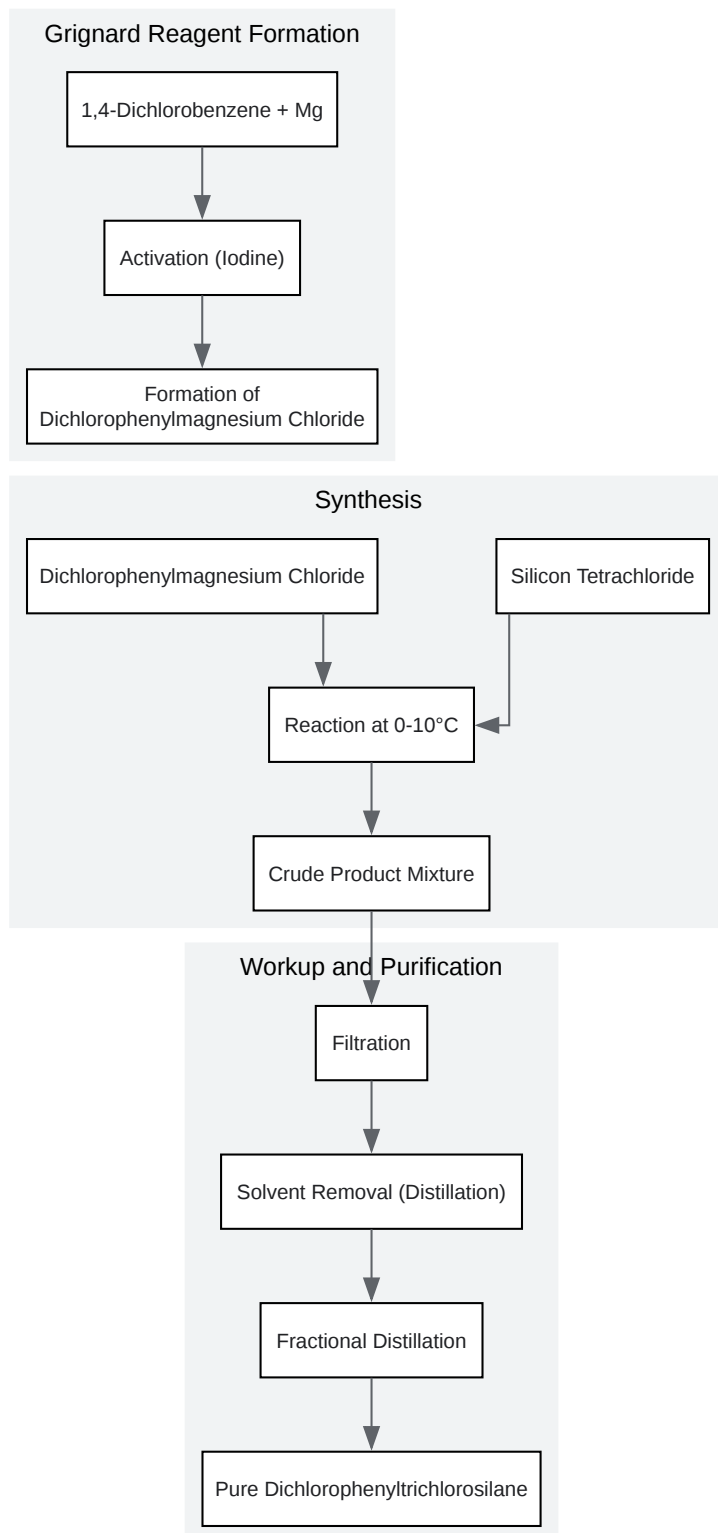 Grignard Reagent Formation
1,4-Dichlorobenzene + Mg
Activation (Iodine)
Formation of
Dichlorophenylmagnesium Chloride
Synthesis
Dichlorophenylmagnesium Chloride
Silicon Tetrachloride
Reaction at 0-10°C
Crude Product Mixture
Workup and Purification
Filtration
Solvent Removal (Distillation)
Fractional Distillation
Pure Dichlorophenyltrichlorosilane